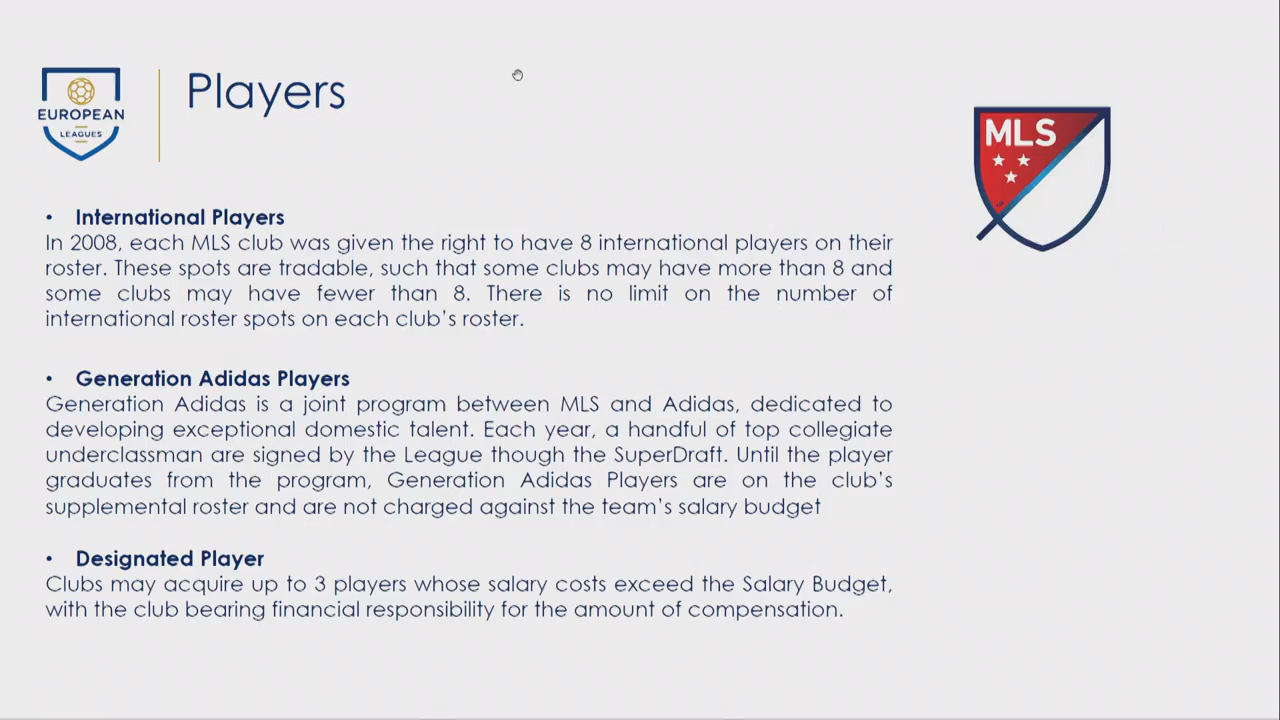 EUROPEAN
LEAGUES
Players
MLS
• International Players
In 2008, each MLS club was given the right to have 8 international players on their
roster. These spots are tradable, such that some clubs may have more than 8 and
some clubs may have fewer than 8. There is no limit on the number of
international roster spots on each club's roster.
• Generation Adidas Players
Generation Adidas is a joint program between MLS and Adidas, dedicated to
developing exceptional domestic talent. Each year, a handful of top collegiate
underclassman are signed by the League though the SuperDraft. Until the player
graduates from the program, Generation Adidas Players are on the club's
supplemental roster and are not charged against the team's salary budget
• Designated Player
Clubs may acquire up to 3 players whose salary costs exceed the Salary Budget,
with the club bearing financial responsibility for the amount of compensation.